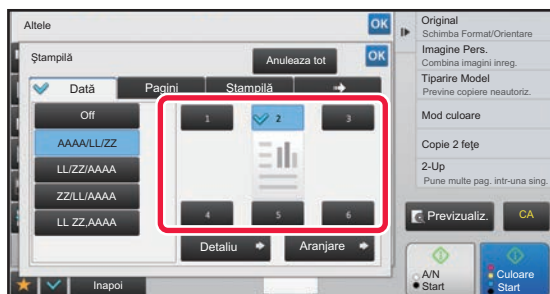 Altele
OK
Ştampilă
Anuleaza tot
OK
Dată
Pagini
Ştampilă
Off
AAAA/LL/ZZ
LL/ZZ/AAAA
ZZ/LL/AAAA
LL ZZ,AAAA
1
2
3
4
5
6
Detaliu
Aranjare
Inapoi
Original
Schimba Format/Orientare
Imagine Pers.
Combina imagini inreg.
Tiparire Model
Previne copiere neautoriz.
Mod culoare
Copie 2 feţe
2-Up
Pune multe pag. intr-una sing.
Previzualiz.
CA
A/N
Start
Culoare
Start